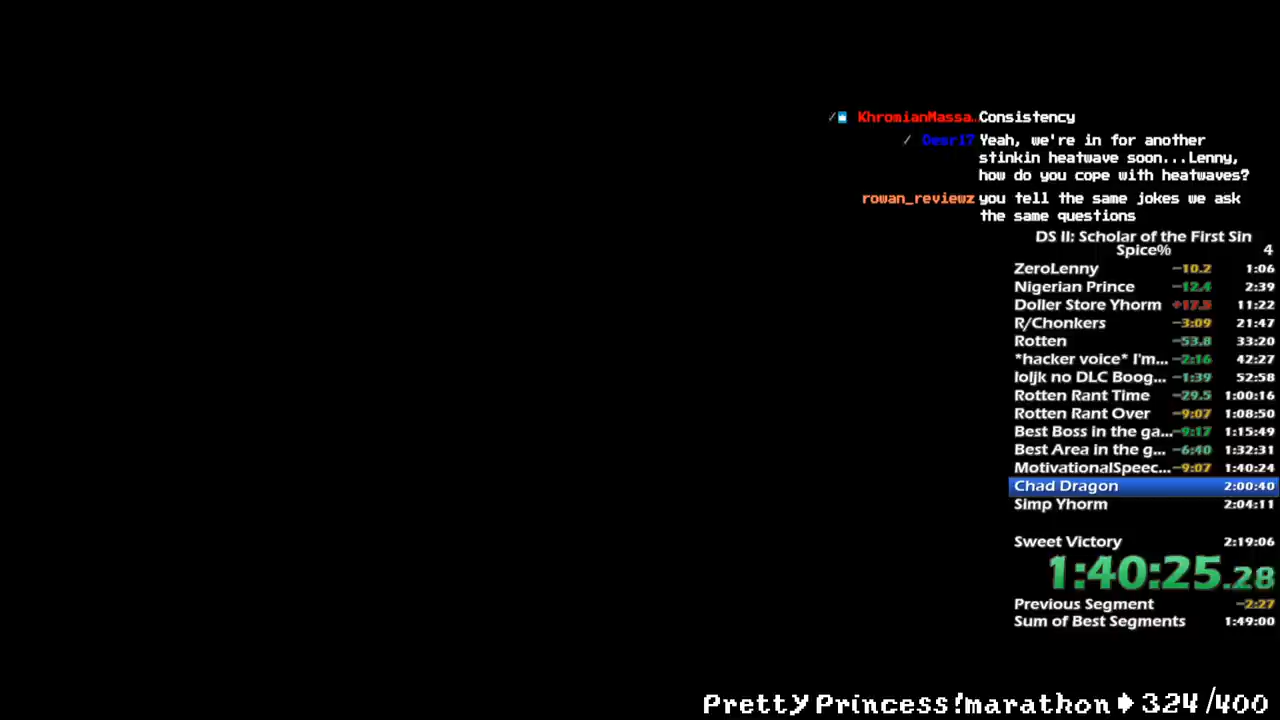 KhromianMassa.. Consistency
Desrl7 Yeah, we're in for another
stinkin heatwave soon...Lenny,
how do you cope with heatwaves?
rowan_reviewz you tell the same jokes we ask
the same questions
DS II: Scholar of the First Sin
Spice% 4
ZeroLenny -10.2 1:06
Nigerian Prince -12.4 2:39
Doller Store Yhorm +17.5 11:22
R/Chonkers -3:09 21:47
Rotten -53.8 33:20
*hacker voice* I'm... -2:16 42:27
loljk no DLC Boog... -1:39 52:58
Rotten Rant Time -29.5 1:00:16
Rotten Rant Over -9:07 1:08:50
Best Boss in the ga... -9:17 1:15:49
Best Area in the g... -6:40 1:32:31
MotivationalSpeec... -9:07 1:40:24
Chad Dragon 2:00:40
Simp Yhorm 2:04:11
Sweet Victory 2:19:06
1:40:25.28
Previous Segment -2:27
Sum of Best Segments 1:49:00
Pretty Princess !marathon → 324/400